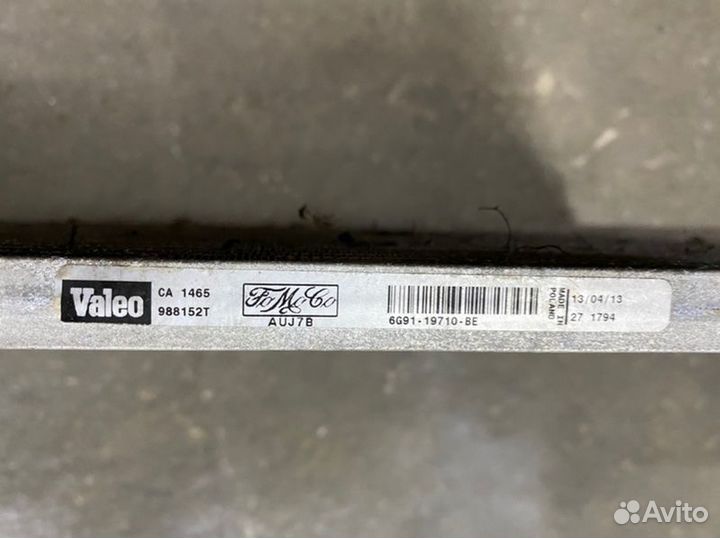 Valeo
CA 1465
988152T
FoMoCo
AUJ7B
6G91-19710-BE
MADE IN
POLAND
13/04/13
27 1794
Avito